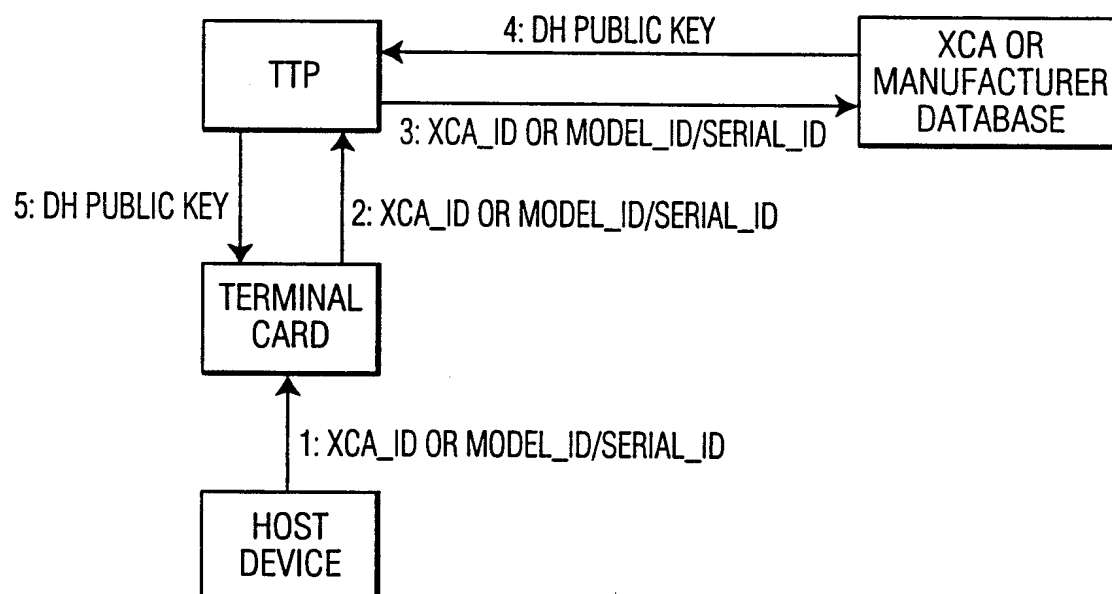 4: DH PUBLIC KEY
TTP
XCA OR
MANUFACTURER
DATABASE
3: XCA_ID OR MODEL_ID/SERIAL_ID
5: DH PUBLIC KEY
2: XCA_ID OR MODEL_ID/SERIAL_ID
TERMINAL
CARD
1: XCA_ID OR MODEL_ID/SERIAL_ID
HOST
DEVICE